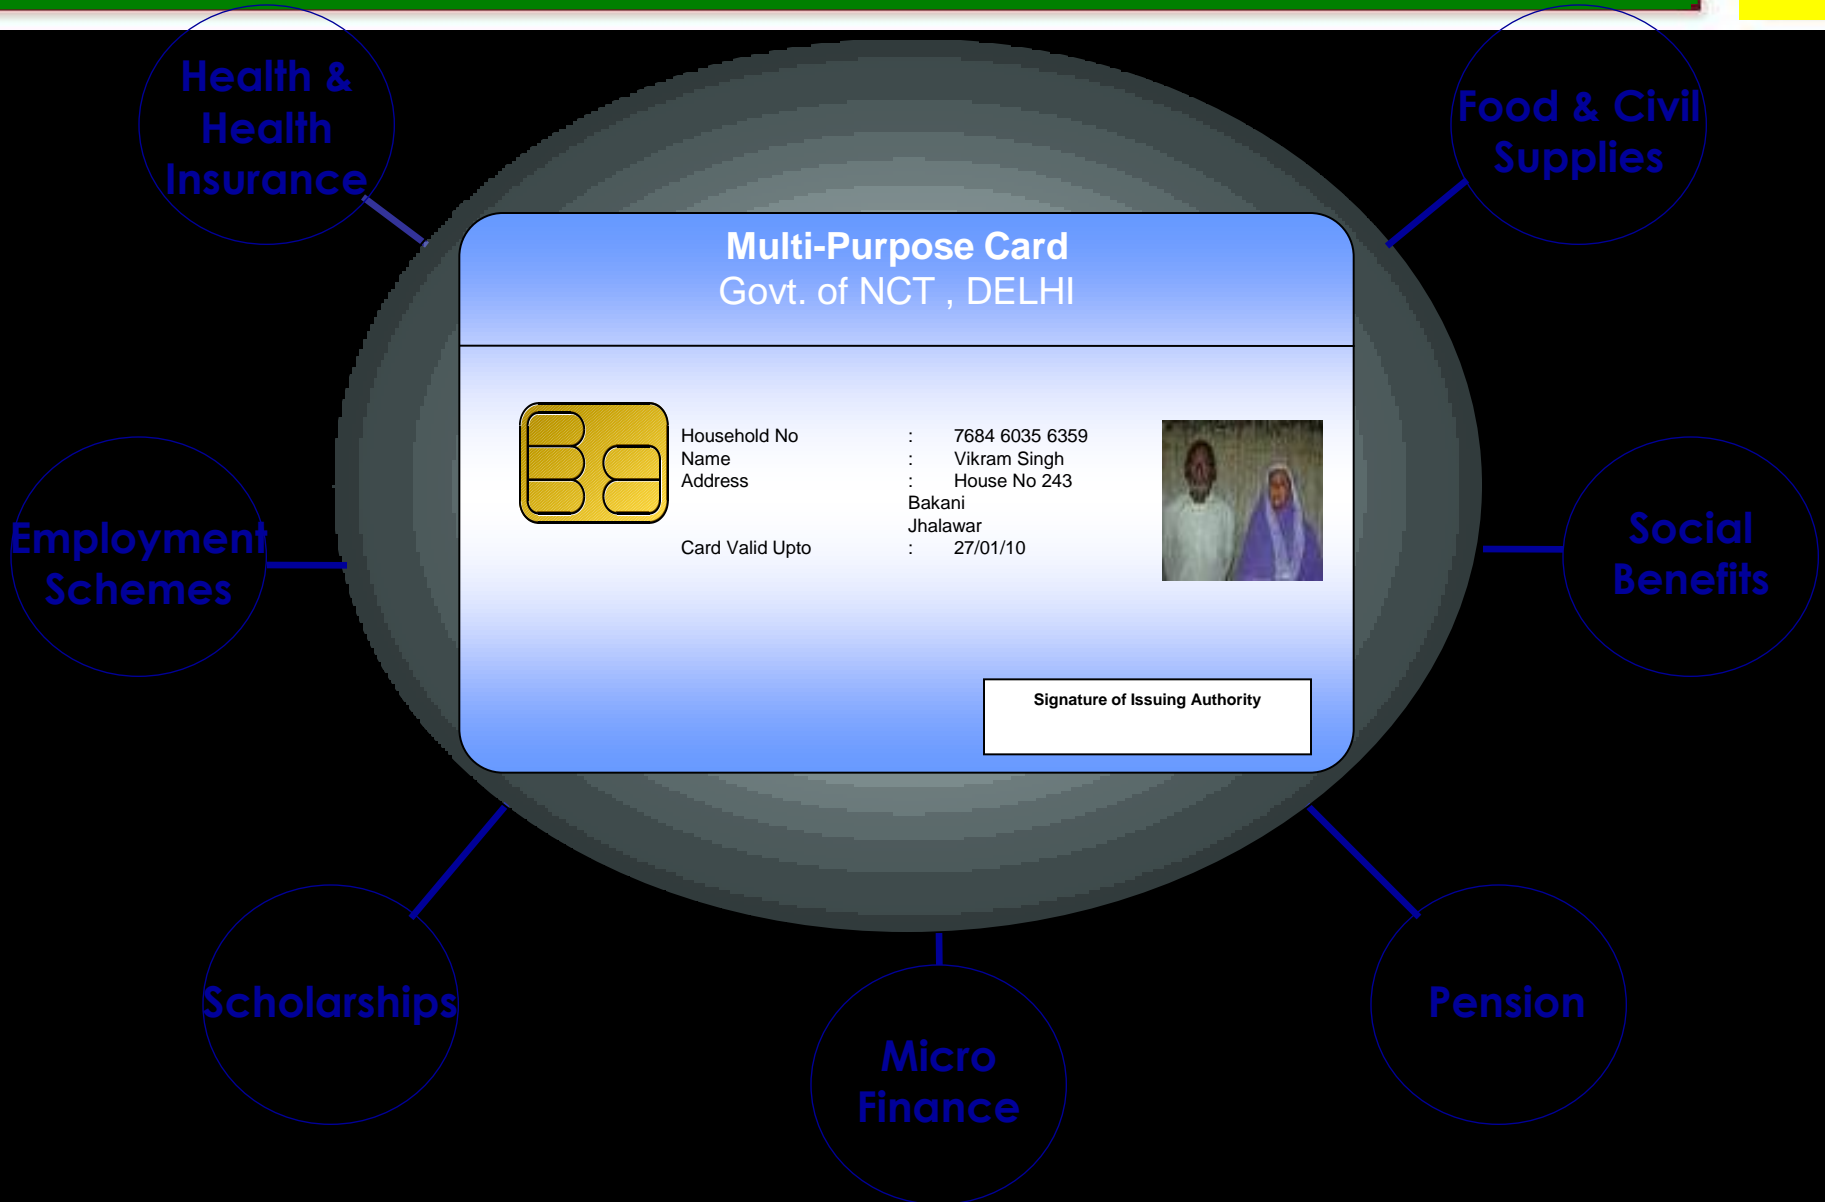 Health &
Health
Insurance
Food & Civil
Supplies
Multi-Purpose Card
Govt. of NCT , DELHI
Household No : 7684 6035 6359
Name : Vikram Singh
Address : House No 243
Bakani
Jhalawar
Card Valid Upto : 27/01/10
Signature of Issuing Authority
Employment
Schemes
Social
Benefits
Scholarships
Micro
Finance
Pension